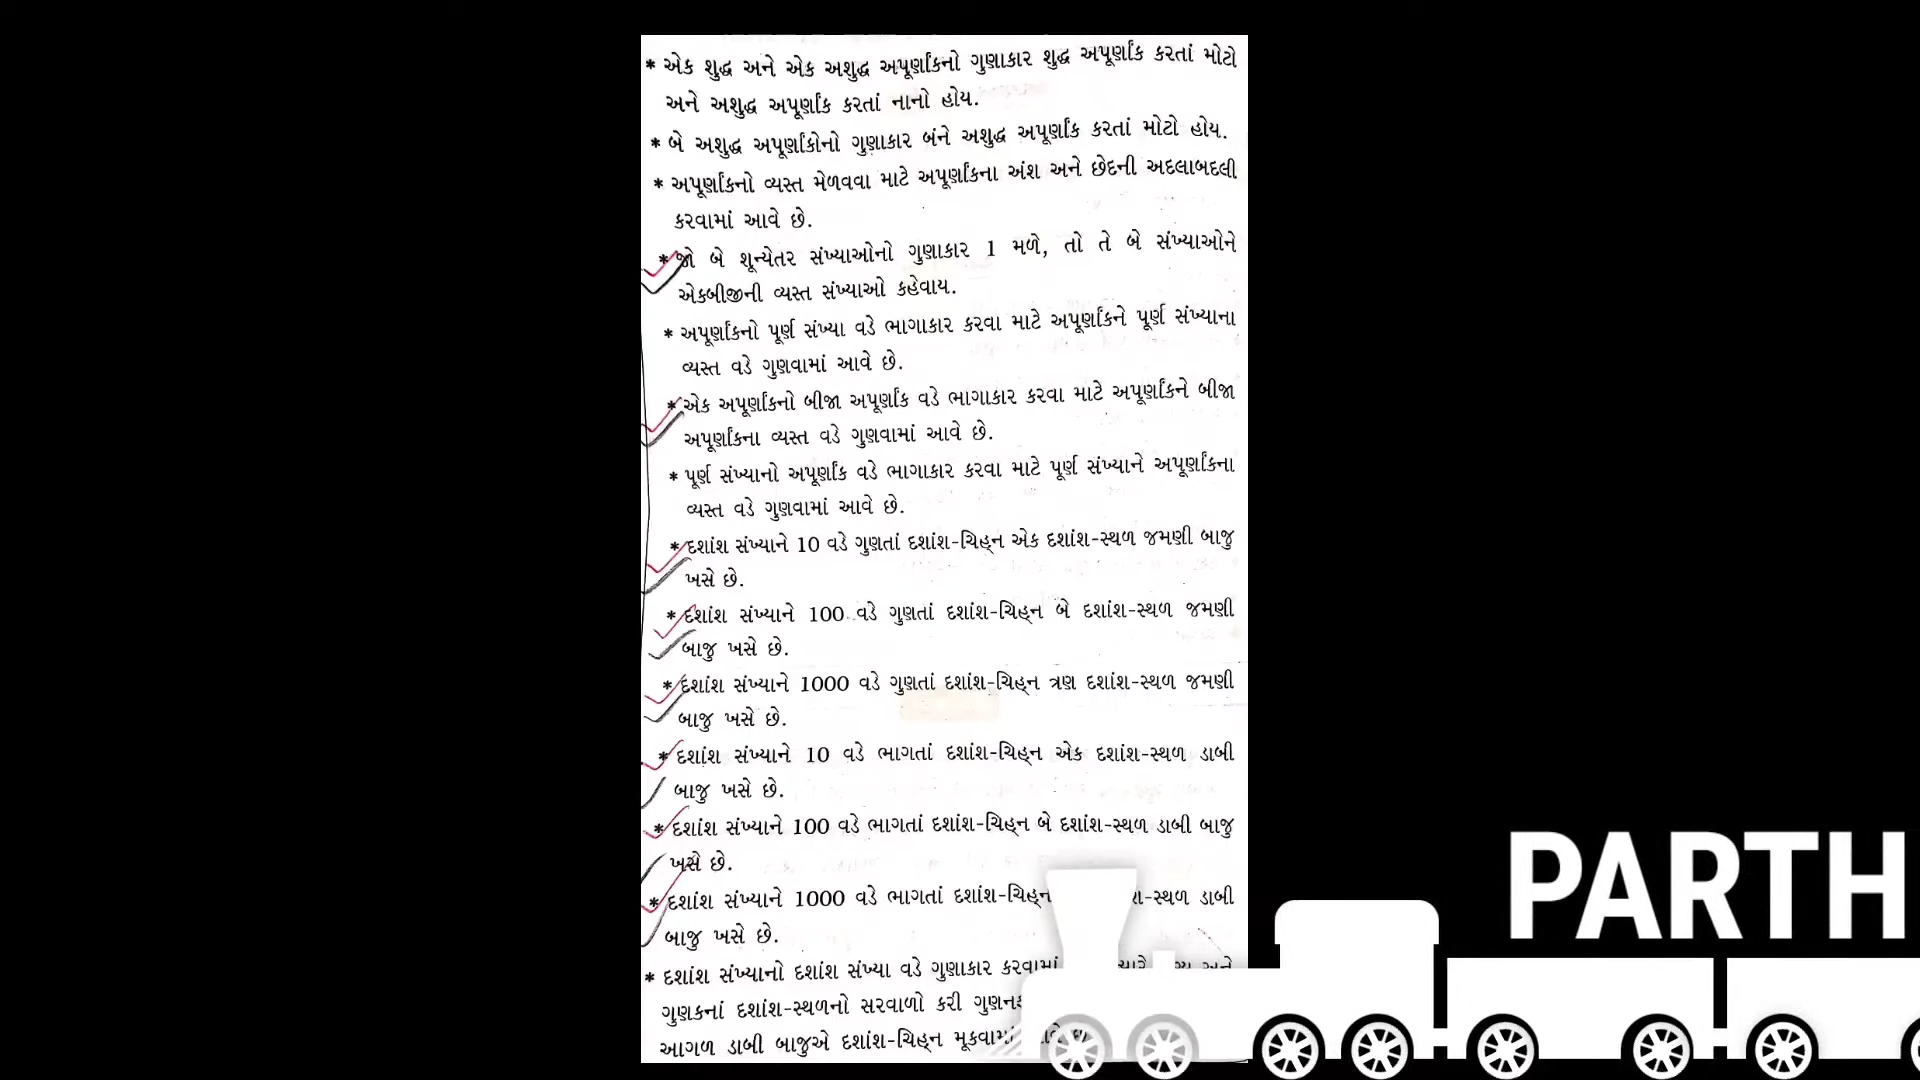 * એક શુદ્ધ અને એક અશુદ્ધ અપૂર્ણાંકનો ગુણાકાર શુદ્ધ અપૂર્ણાંક કરતાં મોટો
અને અશુદ્ધ અપૂર્ણાંક કરતાં નાનો હોય.
* બે અશુદ્ધ અપૂર્ણાંકોનો ગુણાકાર બંને અશુદ્ધ અપૂર્ણાંક કરતાં મોટો હોય.
* અપૂર્ણાંકનો વ્યસ્ત મેળવવા માટે અપૂર્ણાંકના અંશ અને છેદની અદલાબદલી
કરવામાં આવે છે.
* જો બે શૂન્યેતર સંખ્યાઓનો ગુણાકાર 1 મળે, તો તે બે સંખ્યાઓને
એકબીજીની વ્યસ્ત સંખ્યાઓ કહેવાય.
* અપૂર્ણાંકનો પૂર્ણ સંખ્યા વડે ભાગાકાર કરવા માટે અપૂર્ણાંકને પૂર્ણ સંખ્યાના
વ્યસ્ત વડે ગુણવામાં આવે છે.
* એક અપૂર્ણાંકનો બીજા અપૂર્ણાંક વડે ભાગાકાર કરવા માટે અપૂર્ણાંકને બીજા
અપૂર્ણાંકના વ્યસ્ત વડે ગુણવામાં આવે છે.
* પૂર્ણ સંખ્યાનો અપૂર્ણાંક વડે ભાગાકાર કરવા માટે પૂર્ણ સંખ્યાને અપૂર્ણાંકના
વ્યસ્ત વડે ગુણવામાં આવે છે.
* દશાંશ સંખ્યાને 10 વડે ગુણતાં દશાંશ-ચિહ્ન એક દશાંશ-સ્થળ જમણી બાજુ
ખસે છે.
* દશાંશ સંખ્યાને 100 વડે ગુણતાં દશાંશ-ચિહ્ન બે દશાંશ-સ્થળ જમણી
બાજુ ખસે છે.
* દશાંશ સંખ્યાને 1000 વડે ગુણતાં દશાંશ-ચિહ્ન ત્રણ દશાંશ-સ્થળ જમણી
બાજુ ખસે છે.
* દશાંશ સંખ્યાને 10 વડે ભાગતાં દશાંશ-ચિહ્ન એક દશાંશ-સ્થળ ડાબી
બાજુ ખસે છે.
* દશાંશ સંખ્યાને 100 વડે ભાગતાં દશાંશ-ચિહ્ન બે દશાંશ-સ્થળ ડાબી બાજુ
ખસે છે.
* દશાંશ સંખ્યાને 1000 વડે ભાગતાં દશાંશ-ચિહ્ન સ્થળ ડાબી
બાજુ ખસે છે.
* દશાંશ સંખ્યાનો દશાંશ સંખ્યા વડે ગુણાકાર કરવામાં અને
ગુણકનાં દશાંશ-સ્થળનો સરવાળો કરી
આગળ ડાબી બાજુએ દશાંશ-ચિહ્ન મૂકવામાં
PARTH